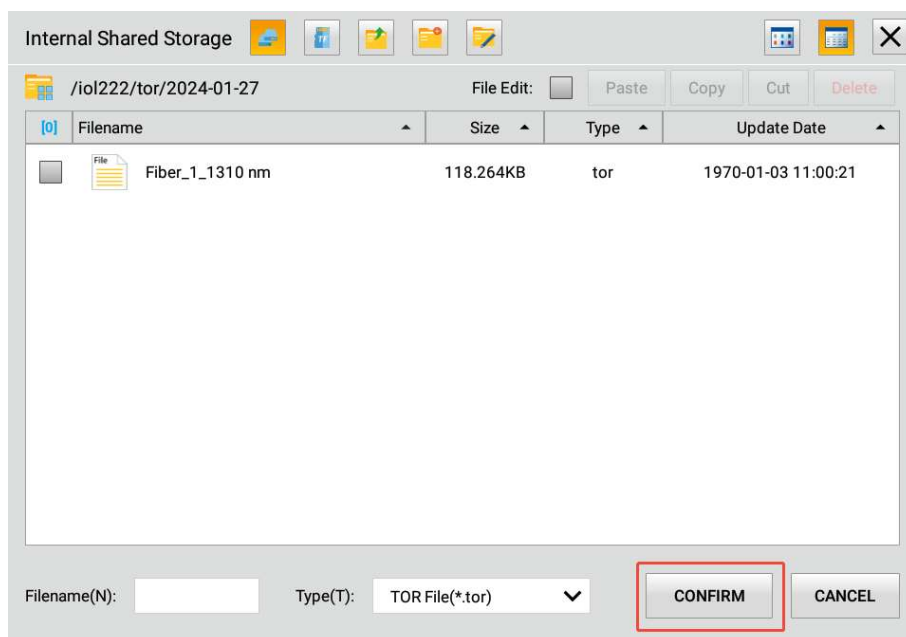 Internal Shared Storage TF
/iol222/tor/2024-01-27 File Edit: Paste Copy Cut Delete
[0] Filename Size Type Update Date
File Fiber_1_1310 nm 118.264KB tor 1970-01-03 11:00:21
Filename(N): Type(T): TOR File(*.tor) CONFIRM CANCEL